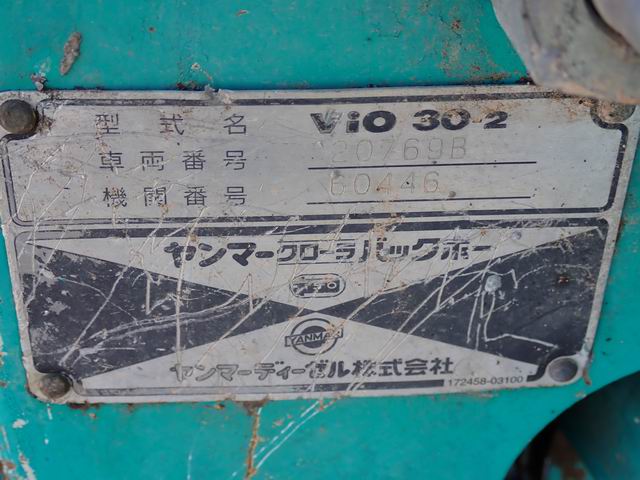 型式名 ViO 30-2
車両番号 20769B
機関番号 60446
ヤンマークローラバックホー
YANMAR
ヤンマーディーゼル株式会社
172458-03100